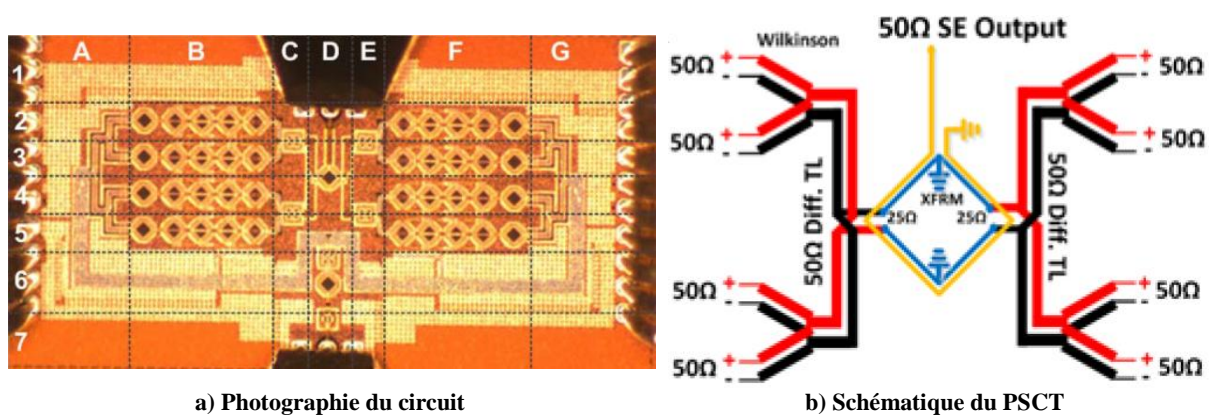 A B C D E F G
1
2
3
4
5
6
7
Wilkinson
50Ω SE Output
50Ω + -
50Ω + -
+ 50Ω -
+ 50Ω -
50Ω Diff. TL
50Ω Diff. TL
XFRM
25Ω 25Ω
50Ω + -
50Ω + -
+ 50Ω -
+ 50Ω -
a) Photographie du circuit
b) Schématique du PSCT